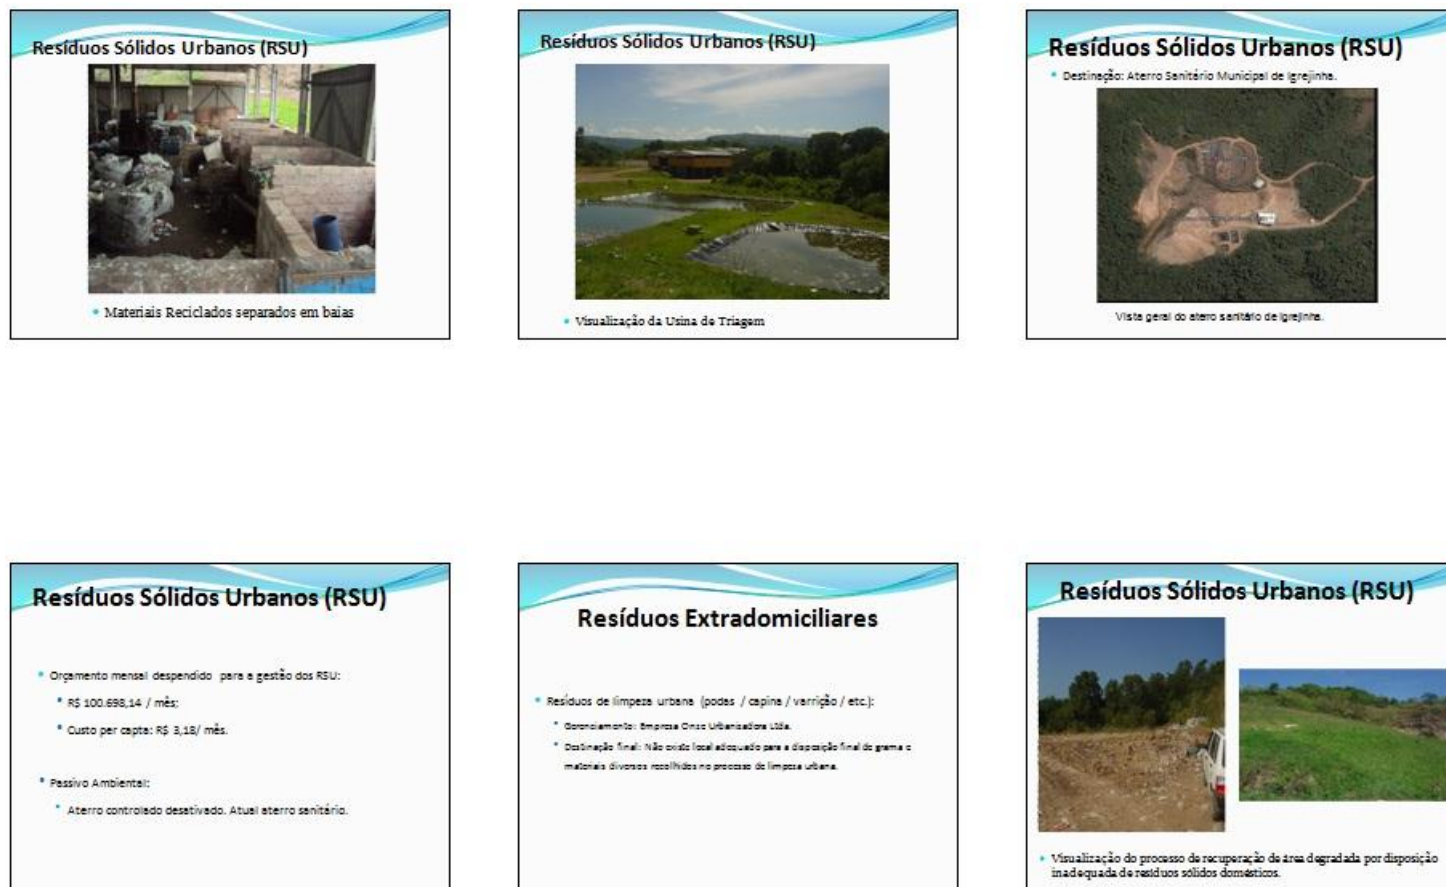 Resíduos Sólidos Urbanos (RSU)
• Materiais Reciclados separados em baias
Resíduos Sólidos Urbanos (RSU)
• Visualização da Usina de Triagem
Resíduos Sólidos Urbanos (RSU)
• Destinação: Aterro Sanitário Municipal de Igrejinha.
Vista geral do aterro sanitário de Igrejinha.
Resíduos Sólidos Urbanos (RSU)
• Orçamento mensal despendido para a gestão dos RSU:
• R$ 100.698,14 / mês;
• Custo per capta: R$ 3,18/ mês.
• Passivo Ambiental:
• Aterro controlado desativado. Atual aterro sanitário.
Resíduos Extradomiciliares
• Resíduos de limpeza urbana (podas / capina / varrição / etc.):
• Gerenciamento: Empresa Onze Urbanizadora Ltda.
• Destinação final: Não existe local adequado para a disposição final de grama e
materiais diversos recolhidos no processo de limpeza urbana.
Resíduos Sólidos Urbanos (RSU)
• Visualização do processo de recuperação de área degradada por disposição
inadequada de resíduos sólidos domésticos.